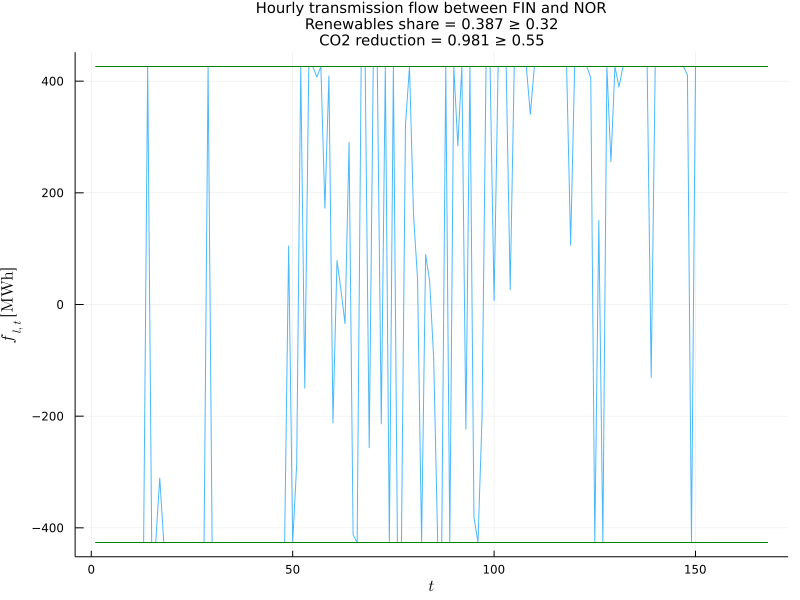 Hourly transmission flow between FIN and NOR
Renewables share = 0.387 ≥ 0.32
CO2 reduction = 0.981 ≥ 0.55
400
200
0
−200
−400
f_{l,t} [MWh]
0
50
100
150
t